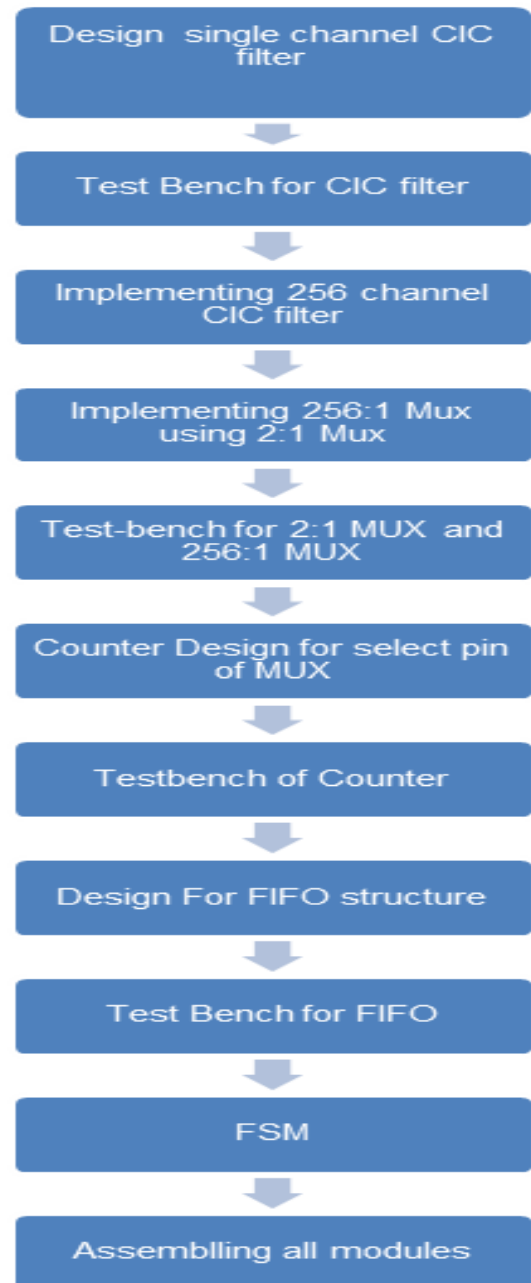 Design single channel CIC
filter
Test Bench for CIC filter
Implementing 256 channel
CIC filter
Implementing 256:1 Mux
using 2:1 Mux
Test-bench for 2:1 MUX and
256:1 MUX
Counter Design for select pin
of MUX
Testbench of Counter
Design For FIFO structure
Test Bench for FIFO
FSM
Assemblling all modules